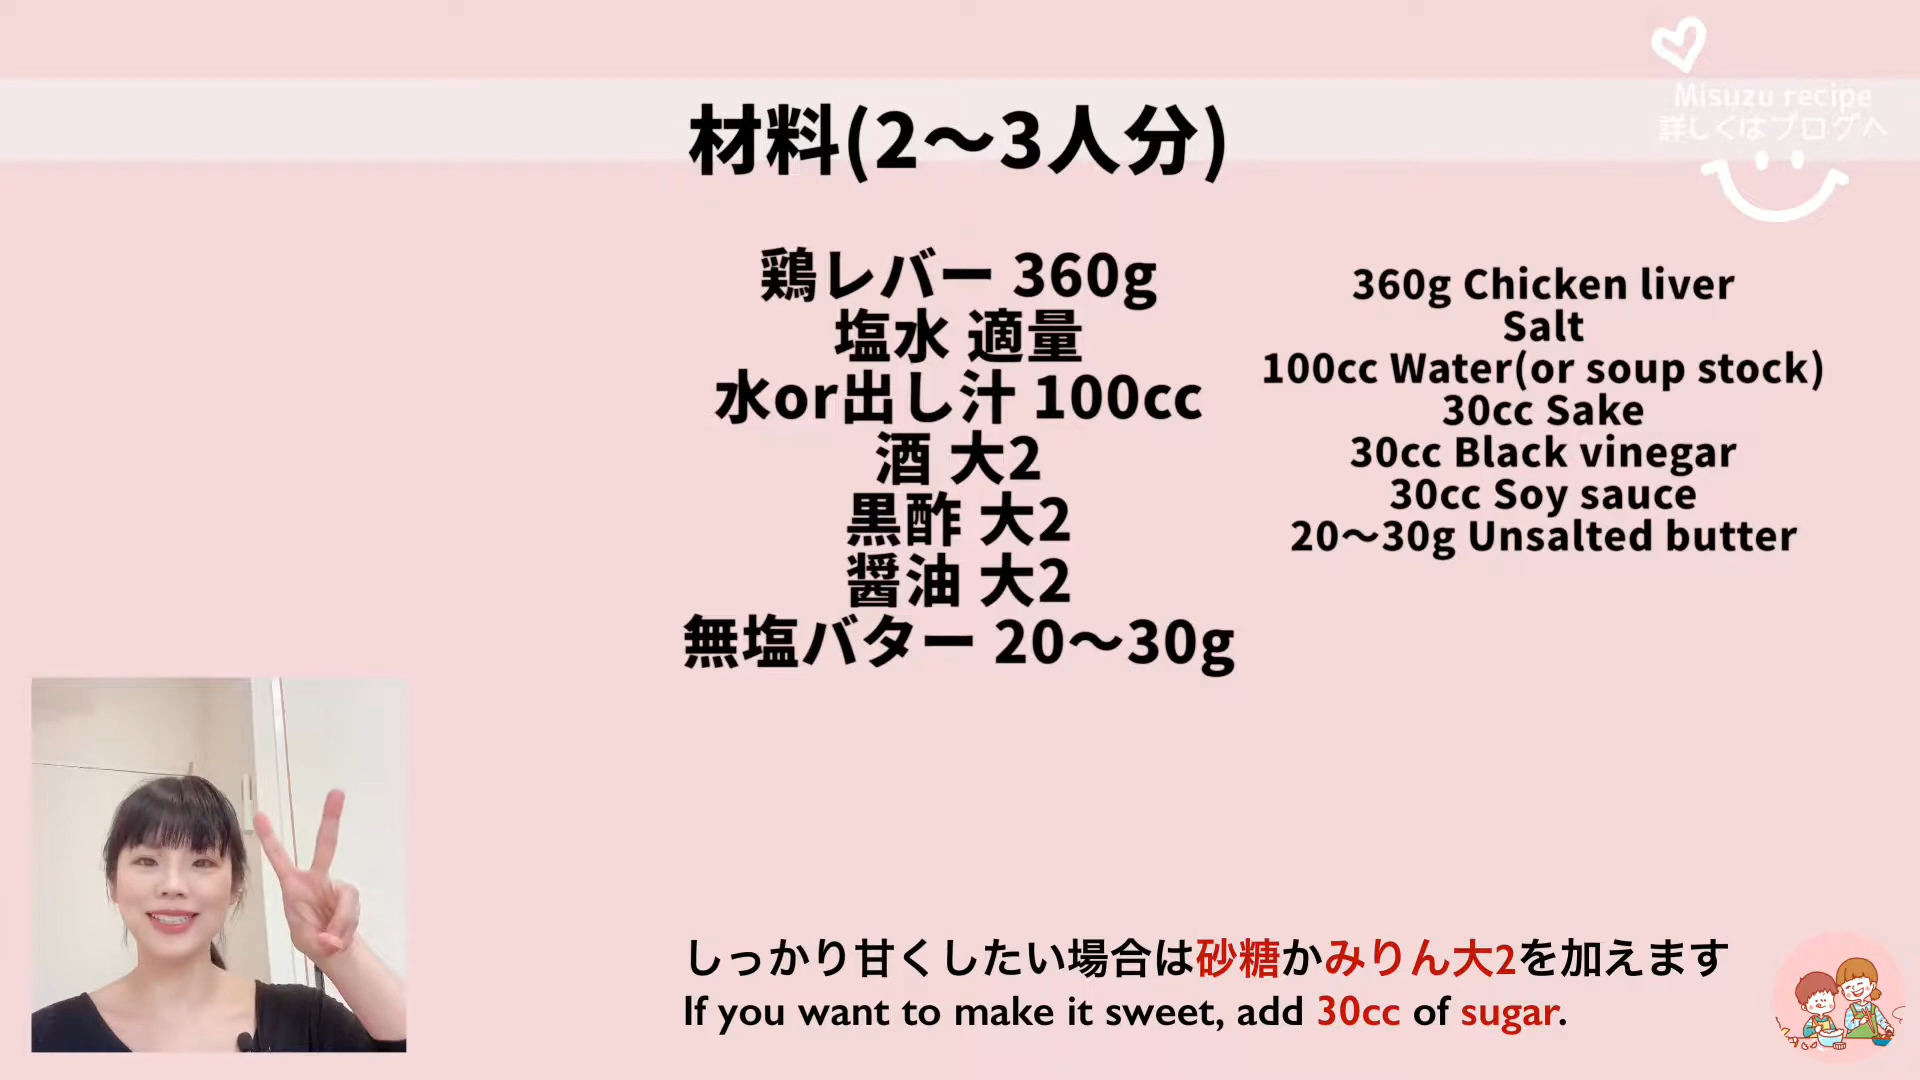 Misuzu recipe
詳しくはブログへ
材料(2〜3人分)
鶏レバー 360g
塩水 適量
水or出し汁 100cc
酒 大2
黒酢 大2
醤油 大2
無塩バター 20〜30g
360g Chicken liver
Salt
100cc Water(or soup stock)
30cc Sake
30cc Black vinegar
30cc Soy sauce
20〜30g Unsalted butter
しっかり甘くしたい場合は砂糖かみりん大2を加えます
If you want to make it sweet, add 30cc of sugar.